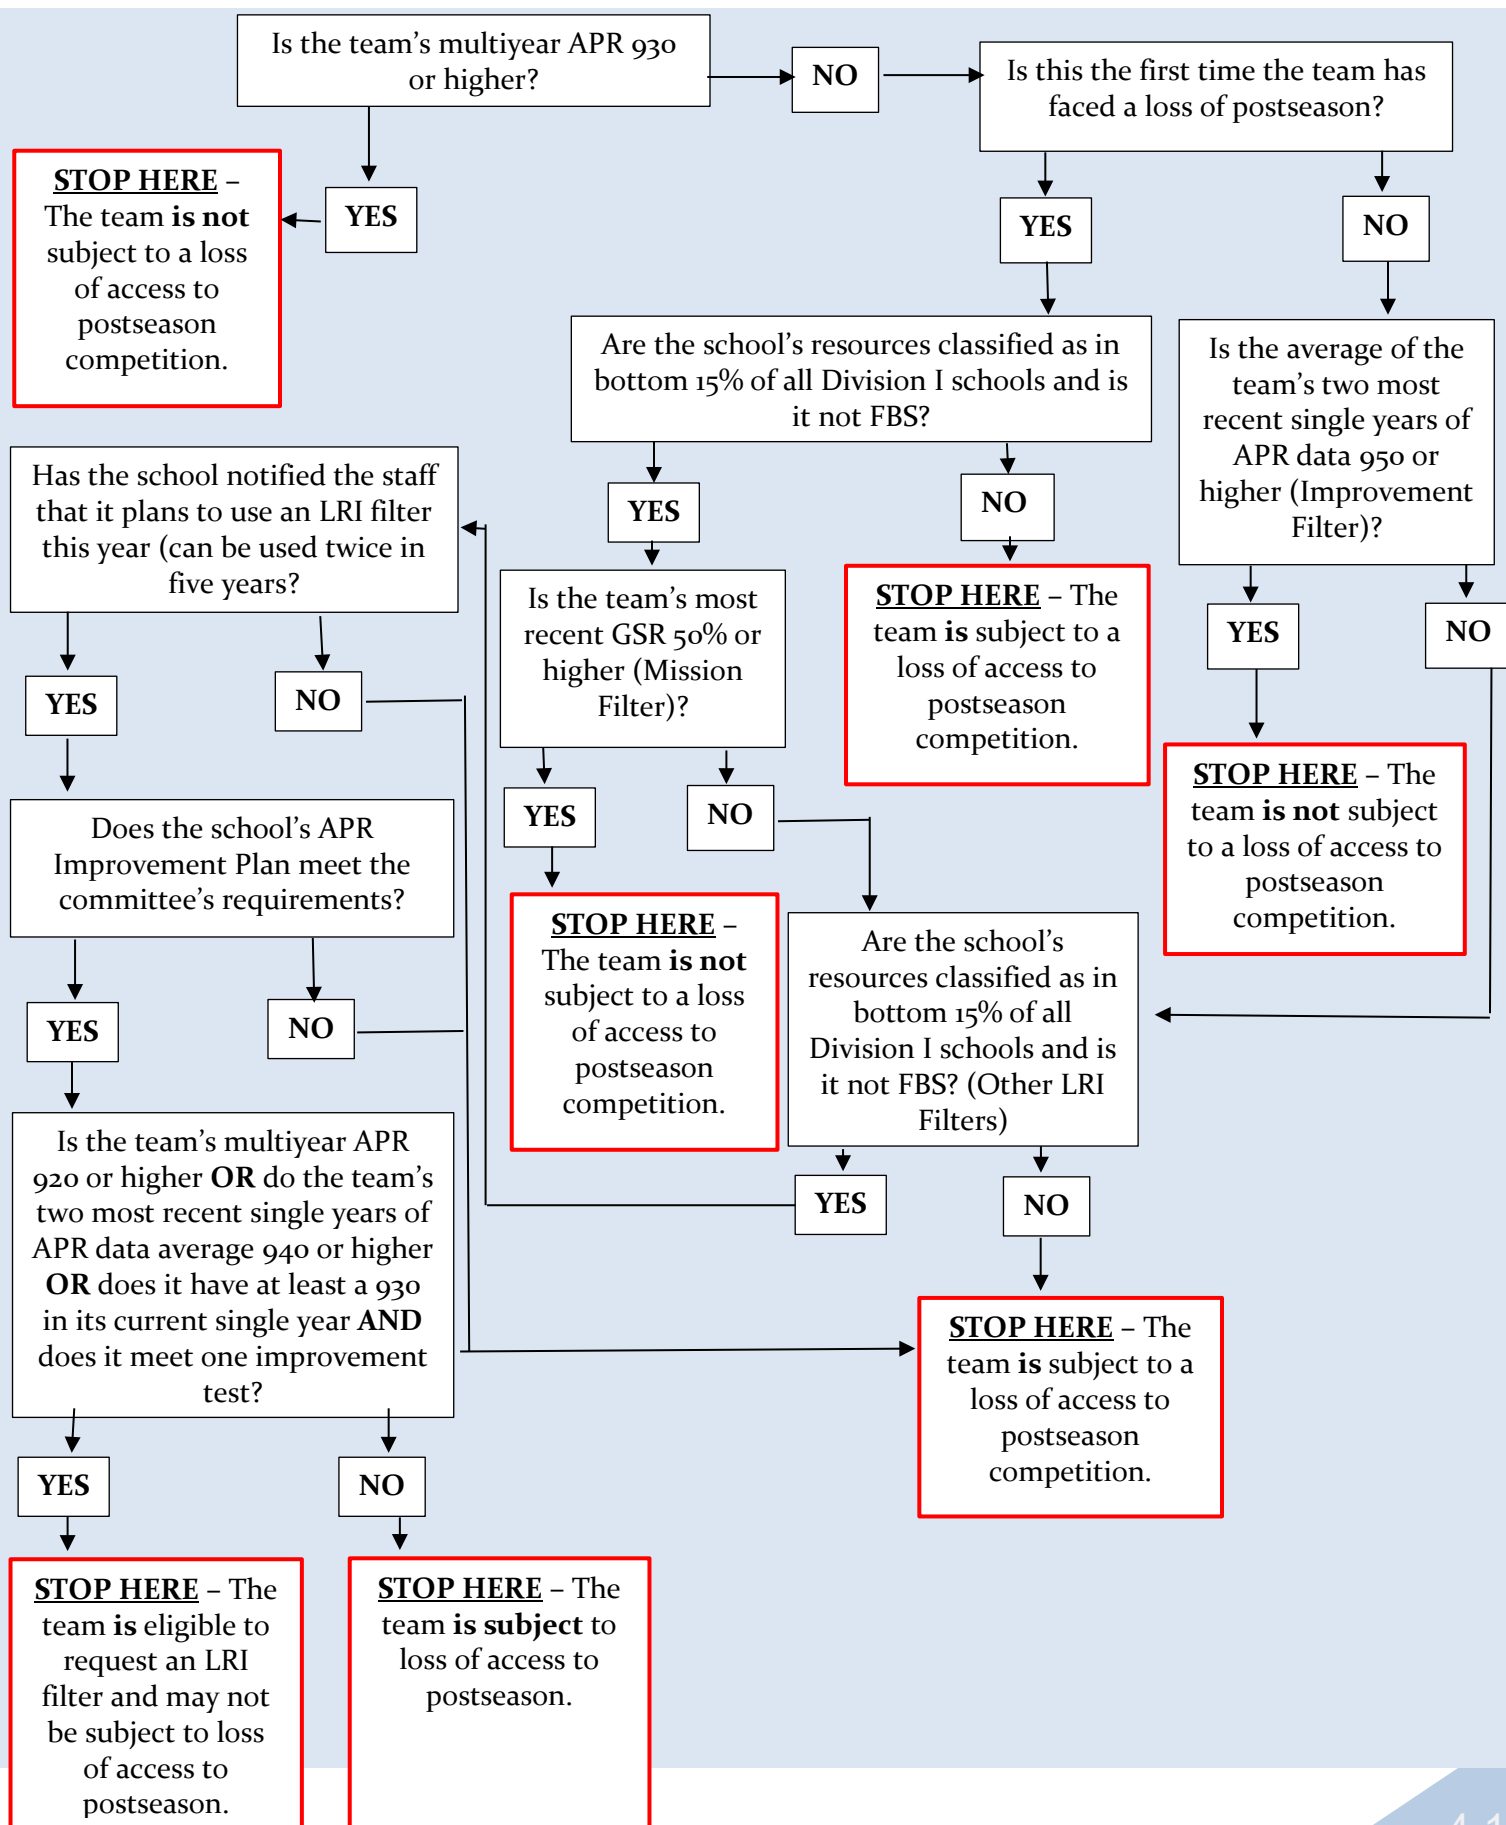 Is the team’s multiyear APR 930
or higher?
NO
Is this the first time the team has
faced a loss of postseason?
STOP HERE –
The team is not
subject to a loss
of access to
postseason
competition.
YES
YES
NO
Are the school’s resources classified as in
bottom 15% of all Division I schools and is
it not FBS?
Is the average of the
team’s two most
recent single years of
APR data 950 or
higher (Improvement
Filter)?
Has the school notified the staff
that it plans to use an LRI filter
this year (can be used twice in
five years?
YES
NO
Is the team’s most
recent GSR 50% or
higher (Mission
Filter)?
STOP HERE – The
team is subject to a
loss of access to
postseason
competition.
YES
NO
YES
NO
STOP HERE – The
team is not subject
to a loss of access to
postseason
competition.
Does the school’s APR
Improvement Plan meet the
committee’s requirements?
YES
NO
STOP HERE –
The team is not
subject to a loss
of access to
postseason
competition.
Are the school’s
resources classified as in
bottom 15% of all
Division I schools and is
it not FBS? (Other LRI
Filters)
YES
NO
Is the team’s multiyear APR
920 or higher OR do the team’s
two most recent single years of
APR data average 940 or higher
OR does it have at least a 930
in its current single year AND
does it meet one improvement
test?
YES
NO
STOP HERE – The
team is subject to a
loss of access to
postseason
competition.
YES
NO
STOP HERE – The
team is eligible to
request an LRI
filter and may not
be subject to loss
of access to
postseason.
STOP HERE – The
team is subject to
loss of access to
postseason.